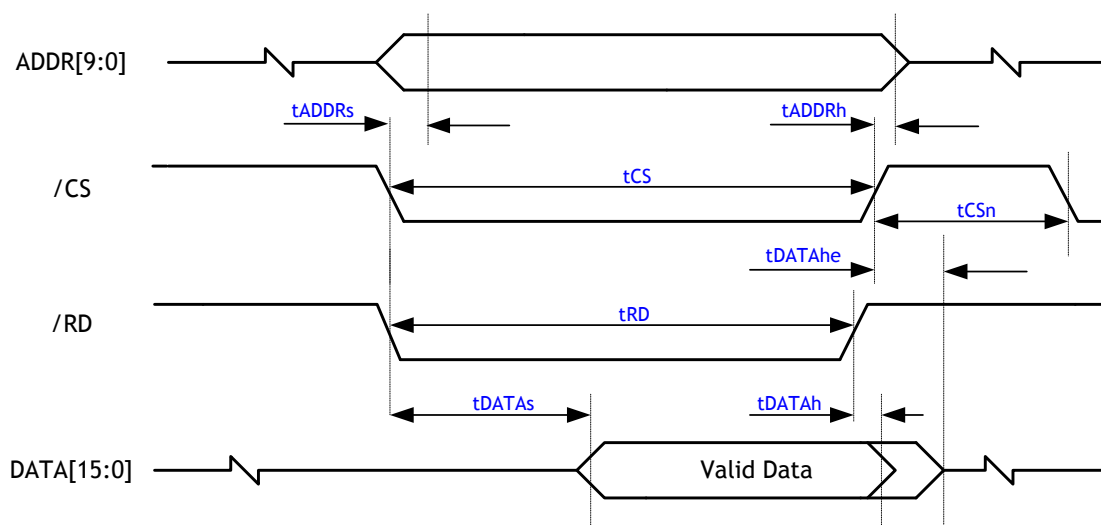 ADDR[9:0]
tADDRs
tADDRh
/CS
tCS
tCSn
tDATAhe
/RD
tRD
tDATAs
tDATAh
DATA[15:0]
Valid Data